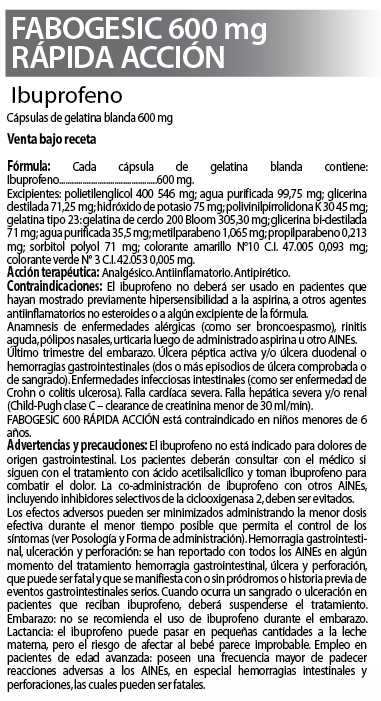 FABOGESIC 600 mg
RÁPIDA ACCIÓN
Ibuprofeno
Cápsulas de gelatina blanda 600 mg
Venta bajo receta
Fórmula: Cada cápsula de gelatina blanda contiene:
Ibuprofeno...............................................600 mg.
Excipientes: polietilenglicol 400 546 mg; agua purificada 99,75 mg; glicerina
destilada 71,25 mg; hidróxido de potasio 75 mg; polivinilpirrolidona K 30 45 mg;
gelatina tipo 23: gelatina de cerdo 200 Bloom 305,30 mg; glicerina bi-destilada
71 mg; agua purificada 35,5 mg; metilparabeno 1,065 mg; propilparabeno 0,213
mg; sorbitol polyol 71 mg; colorante amarillo N°10 C.I. 47.005 0,093 mg;
colorante verde N° 3 C.I. 42.053 0,005 mg.
Acción terapéutica: Analgésico. Antiinflamatorio. Antipirético.
Contraindicaciones: El ibuprofeno no deberá ser usado en pacientes que
hayan mostrado previamente hipersensibilidad a la aspirina, a otros agentes
antiinflamatorios no esteroides o a algún excipiente de la fórmula.
Anamnesis de enfermedades alérgicas (como ser broncoespasmo), rinitis
aguda, pólipos nasales, urticaria luego de administrado aspirina u otro AINEs.
Último trimestre del embarazo. Úlcera péptica activa y/o úlcera duodenal o
hemorragias gastrointestinales (dos o más episodios de úlcera comprobada o
de sangrado). Enfermedades infecciosas intestinales (como ser enfermedad de
Crohn o colitis ulcerosa). Falla cardíaca severa. Falla hepática severa y/o renal
(Child-Pugh clase C – clearance de creatinina menor de 30 ml/min).
FABOGESIC 600 RÁPIDA ACCIÓN está contraindicado en niños menores de 6
años.
Advertencias y precauciones: El ibuprofeno no está indicado para dolores de
origen gastrointestinal. Los pacientes deberán consultar con el médico si
siguen con el tratamiento con ácido acetilsalicílico y toman ibuprofeno para
combatir el dolor. La co-administración de ibuprofeno con otros AINEs,
incluyendo inhibidores selectivos de la ciclooxigenasa 2, deben ser evitados.
Los efectos adversos pueden ser minimizados administrando la menor dosis
efectiva durante el menor tiempo posible que permita el control de los
síntomas (ver Posología y Forma de administración). Hemorragia gastrointesti-
nal, ulceración y perforación: se han reportado con todos los AINEs en algún
momento del tratamiento hemorragia gastrointestinal, úlcera y perforación,
que puede ser fatal y que se manifiesta con o sin pródromos o historia previa de
eventos gastrointestinales serios. Cuando ocurra un sangrado o ulceración en
pacientes que reciban ibuprofeno, deberá suspenderse el tratamiento.
Embarazo: no se recomienda el uso de ibuprofeno durante el embarazo.
Lactancia: el ibuprofeno puede pasar en pequeñas cantidades a la leche
materna, pero el riesgo de afectar al bebé parece improbable. Empleo en
pacientes de edad avanzada: poseen una frecuencia mayor de padecer
reacciones adversas a los AINEs, en especial hemorragias intestinales y
perforaciones, las cuales pueden ser fatales.